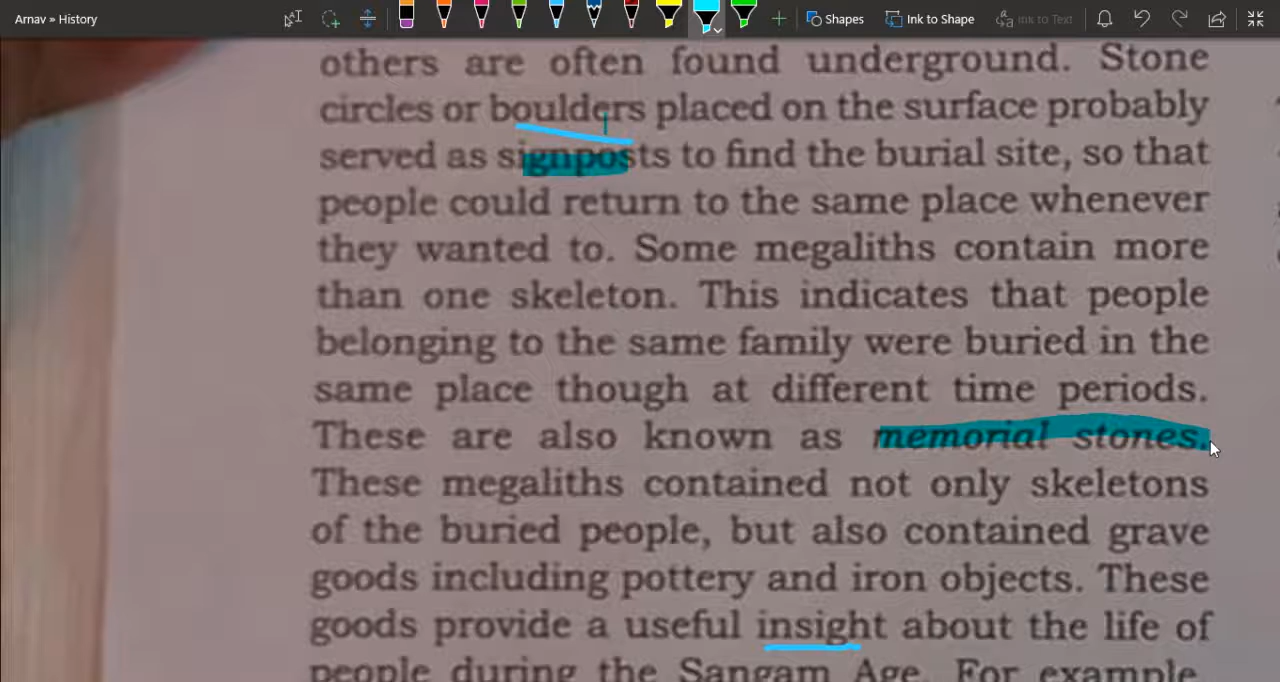 Arnav » History
Shapes
Ink to Shape
Ink to Text
others are often found underground. Stone
circles or boulders placed on the surface probably
served as signposts to find the burial site, so that
people could return to the same place whenever
they wanted to. Some megaliths contain more
than one skeleton. This indicates that people
belonging to the same family were buried in the
same place though at different time periods.
These are also known as memorial stones.
These megaliths contained not only skeletons
of the buried people, but also contained grave
goods including pottery and iron objects. These
goods provide a useful insight about the life of
people during the Sangam Age. For example,